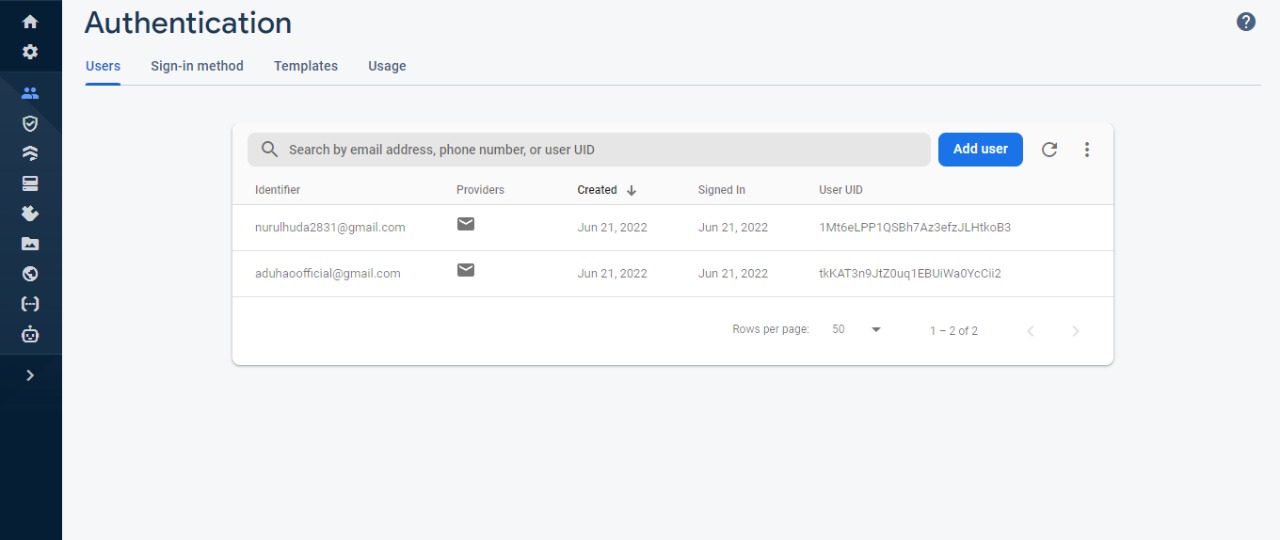 Authentication
Users Sign-in method Templates Usage
Search by email address, phone number, or user UID Add user
Identifier Providers Created Signed In User UID
nurulhuda2831@gmail.com Jun 21, 2022 Jun 21, 2022 1Mt6eLPP1QSBh7Az3efzJLHtkoB3
aduhaoofficial@gmail.com Jun 21, 2022 Jun 21, 2022 tkKAT3n9JtZ0uq1EBUiWa0YcCii2
Rows per page: 50 1 – 2 of 2